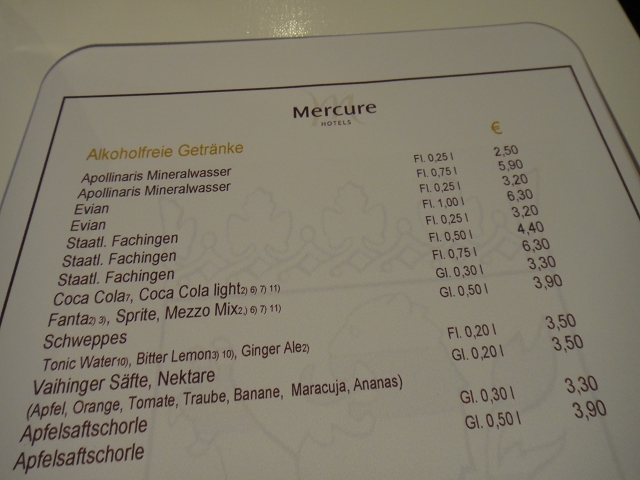 Mercure
HOTELS
€
Alkoholfreie Getränke
Apollinaris Mineralwasser Fl. 0,25 l 2,50
Apollinaris Mineralwasser Fl. 0,75 l 5,90
Evian Fl. 0,25 l 3,20
Evian Fl. 1,00 l 6,30
Staatl. Fachingen Fl. 0,25 l 3,20
Staatl. Fachingen Fl. 0,50 l 4,40
Staatl. Fachingen Fl. 0,75 l 6,30
Coca Cola7, Coca Cola light2) 6) 7) 11) Gl. 0,30 l 3,30
Fanta2) 3), Sprite, Mezzo Mix2,) 6) 7) 11) Gl. 0,50 l 3,90
Schweppes
Tonic Water10), Bitter Lemon3) 10), Ginger Ale2) Fl. 0,20 l 3,50
Vaihinger Säfte, Nektare Gl. 0,20 l 3,50
(Apfel, Orange, Tomate, Traube, Banane, Maracuja, Ananas)
Apfelsaftschorle Gl. 0,30 l 3,30
Apfelsaftschorle Gl. 0,50 l 3,90